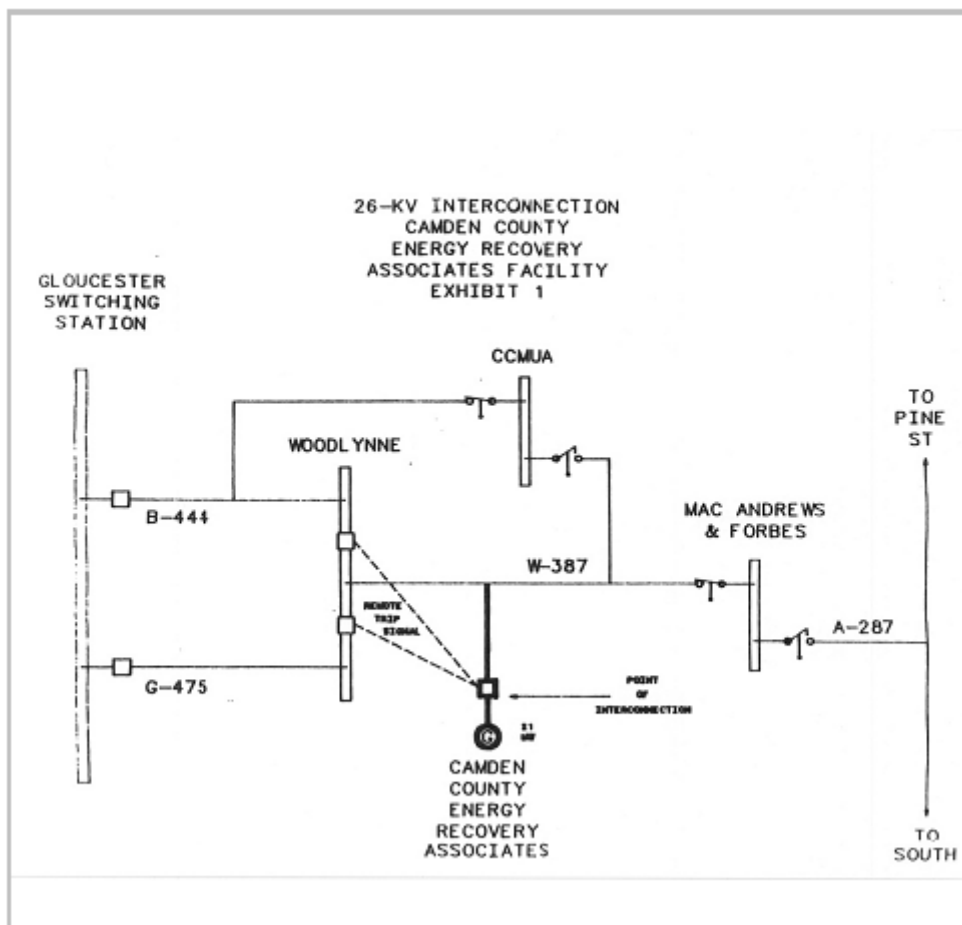 26-KV INTERCONNECTION
CAMDEN COUNTY
ENERGY RECOVERY
ASSOCIATES FACILITY
EXHIBIT 1
GLOUCESTER
SWITCHING
STATION
CCMUA
TO
PINE
ST
WOODLYNNE
MAC ANDREWS
& FORBES
B-444
W-387
REMOTE
TRIP
SIGNAL
A-287
G-475
POINT
OF
INTERCONNECTION
G
CAMDEN
COUNTY
ENERGY
RECOVERY
ASSOCIATES
TO
SOUTH